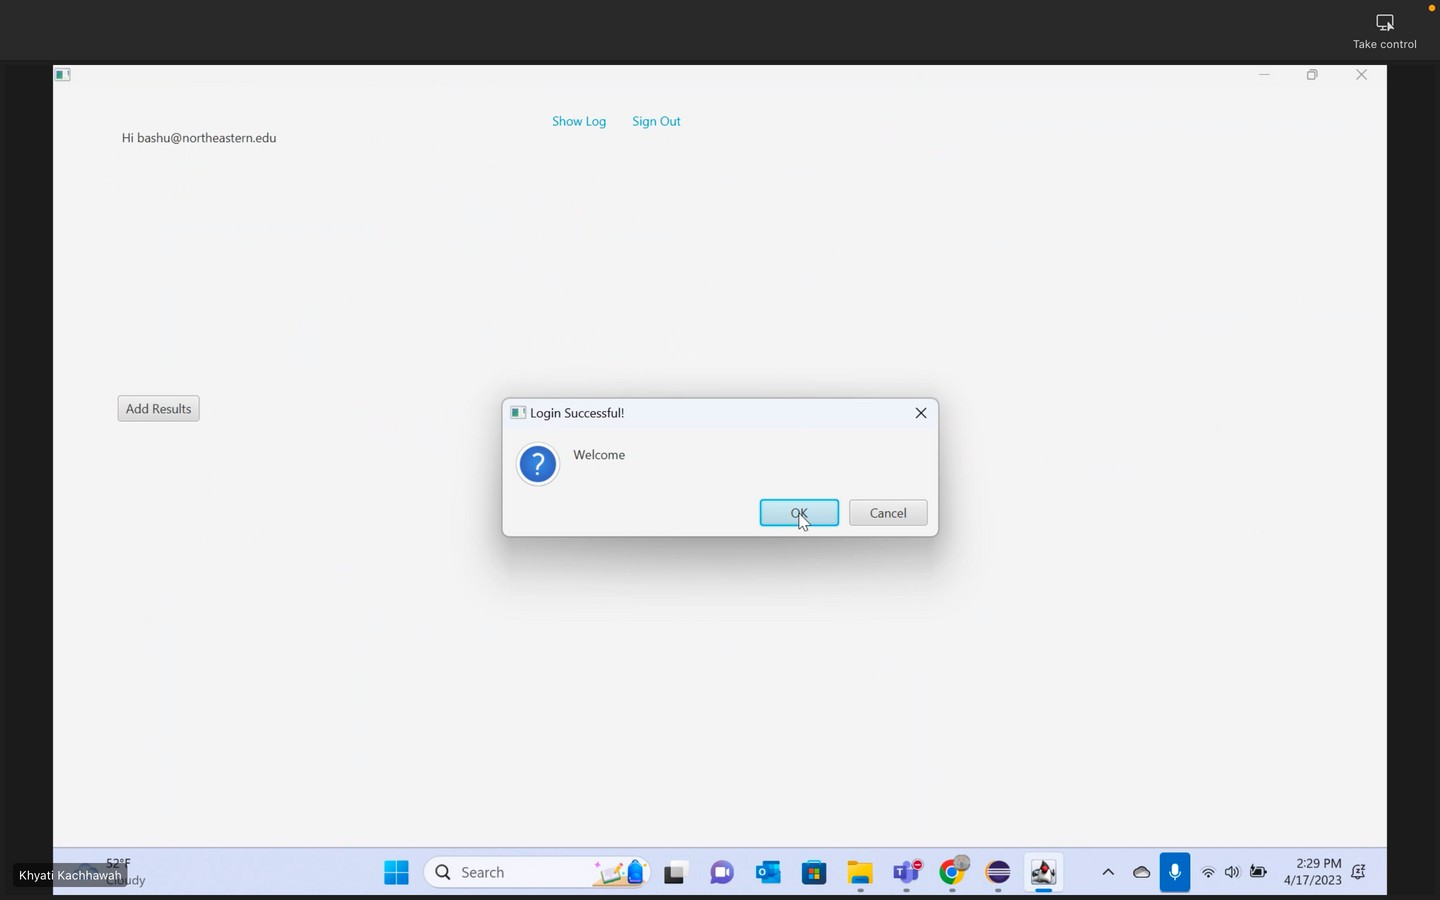 Take control
Show Log Sign Out
Hi bashu@northeastern.edu
Add Results
Login Successful!
Welcome
OK Cancel
52°F
Cloudy
Khyati Kachhawah
Search
2:29 PM
4/17/2023